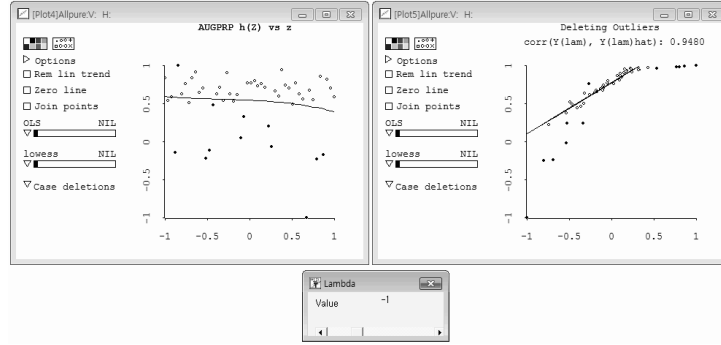 [Plot4]Allpure:V: H:
AUGPRP h(Z) vs z
Options
Rem lin trend
Zero line
Join points
OLS NIL
lowess NIL
Case deletions
1
0.5
0
-0.5
-1
-1 -0.5 0 0.5 1
[Plot5]Allpure:V: H:
Deleting Outliers
corr(Y(lam), Y(lam)hat): 0.9480
Options
Rem lin trend
Zero line
Join points
OLS NIL
lowess NIL
Case deletions
1
0.5
0
-0.5
-1
-1 -0.5 0 0.5 1
Lambda
Value -1